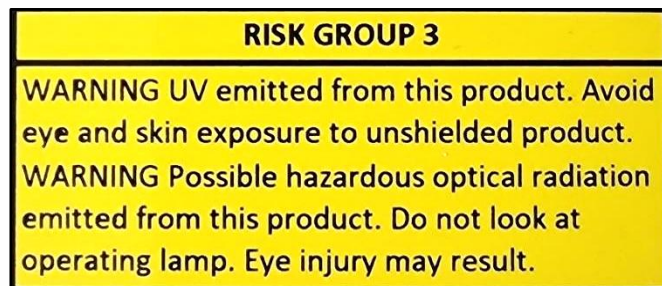 RISK GROUP 3
WARNING UV emitted from this product. Avoid
eye and skin exposure to unshielded product.
WARNING Possible hazardous optical radiation
emitted from this product. Do not look at
operating lamp. Eye injury may result.